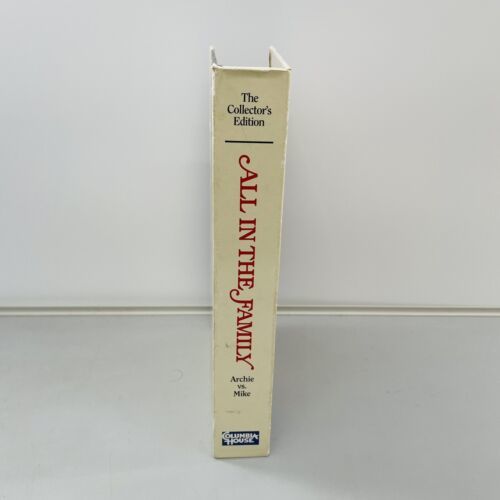 The
Collector's
Edition
ALL IN THE FAMILY
Archie
vs.
Mike
COLUMBIA
HOUSE